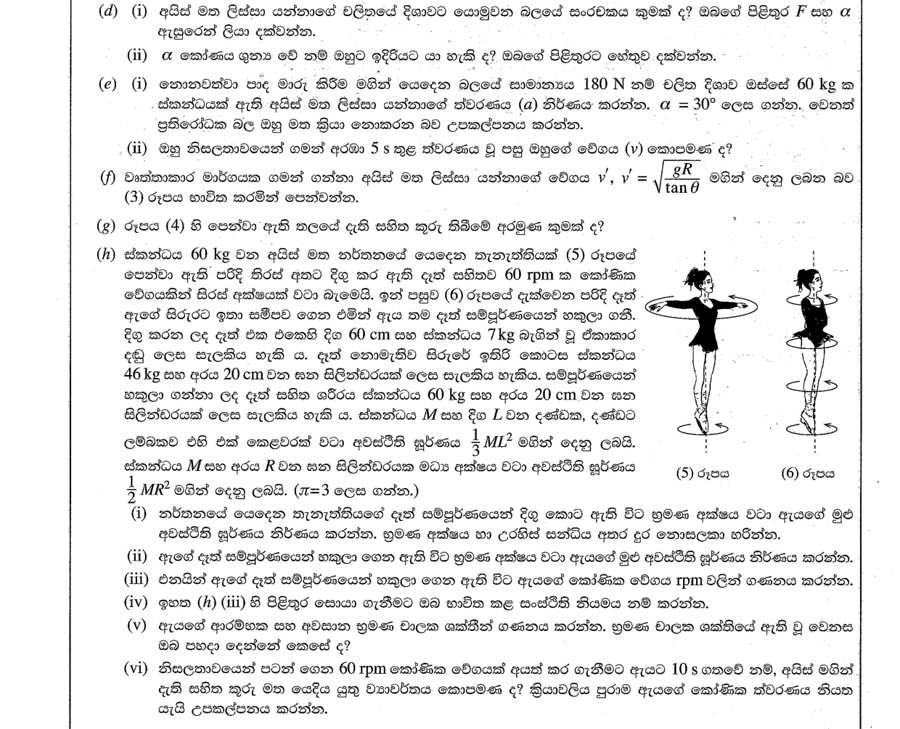 (d) (i) අයිස් මත ලිස්සා යන්නාගේ චලිතයේ දිශාවට යොමුවන බලයේ සංරචකය කුමක් ද? ඔබගේ පිළිතුර F සහ α
ඇසුරෙන් ලියා දක්වන්න.
(ii) α කෝණය ශුන්‍ය වේ නම් ඔහුට ඉදිරියට යා හැකි ද? ඔබගේ පිළිතුරට හේතුව දක්වන්න.
(e) (i) නොනවත්වා පාද මාරු කිරීම මගින් යෙදෙන බලයේ සාමාන්‍යය 180 N නම් චලිත දිශාව ඔස්සේ 60 kg ක
ස්කන්ධයක් ඇති අයිස් මත ලිස්සා යන්නාගේ ත්වරණය (a) නිර්ණය කරන්න. α = 30° ලෙස ගන්න. වෙනත්
ප්‍රතිරෝධක බල ඔහු මත ක්‍රියා නොකරන බව උපකල්පනය කරන්න.
(ii) ඔහු නිසලතාවයෙන් ගමන් අරඹා 5 s තුළ ත්වරණය වූ පසු ඔහුගේ වේගය (v) කොපමණ ද?
(f) වෘත්තාකාර මාර්ගයක ගමන් ගන්නා අයිස් මත ලිස්සා යන්නාගේ වේගය v′, v′ = √(gR / tan θ) මගින් දෙනු ලබන බව
(3) රූපය භාවිත කරමින් පෙන්වන්න.
(g) රූපය (4) හි පෙන්වා ඇති තලයේ දැති සහිත කූරු තිබීමේ අරමුණ කුමක් ද?
(h) ස්කන්ධය 60 kg වන අයිස් මත නර්තනයේ යෙදෙන තැනැත්තියක් (5) රූපයේ
පෙන්වා ඇති පරිදි තිරස් අතට දිගු කර ඇති දෑත් සහිතව 60 rpm ක කෝණික
වේගයකින් සිරස් අක්ෂයක් වටා බැමෙයි. ඉන් පසුව (6) රූපයේ දැක්වෙන පරිදි දෑත්
ඇගේ සිරුරට ඉතා සමීපව ගෙන එමින් ඇය තම දෑත් සම්පූර්ණයෙන් හකුලා ගනී.
දිගු කරන ලද දෑත් එක එකෙහි දිග 60 cm සහ ස්කන්ධය 7 kg බැගින් වූ ඒකාකාර
දඬු ලෙස සැලකිය හැකි ය. දෑත් නොමැතිව සිරුරේ ඉතිරි කොටස ස්කන්ධය
46 kg සහ අරය 20 cm වන ඝන සිලින්ඩරයක් ලෙස සැලකිය හැකිය. සම්පූර්ණයෙන්
හකුලා ගන්නා ලද දෑත් සහිත ශරීරය ස්කන්ධය 60 kg සහ අරය 20 cm වන ඝන
සිලින්ඩරයක් ලෙස සැලකිය හැකි ය. ස්කන්ධය M සහ දිග L වන දණ්ඩක, දණ්ඩට
ලම්බකව එහි එක් කෙළවරක් වටා අවස්ථිති ඝූර්ණය 1/3 ML² මගින් දෙනු ලබයි.
ස්කන්ධය M සහ අරය R වන ඝන සිලින්ඩරයක මධ්‍ය අක්ෂය වටා අවස්ථිති ඝූර්ණය
1/2 MR² මගින් දෙනු ලබයි. (π=3 ලෙස ගන්න.)
(5) රූපය (6) රූපය
(i) නර්තනයේ යෙදෙන තැනැත්තියගේ දෑත් සම්පූර්ණයෙන් දිගු කොට ඇති විට භ්‍රමණ අක්ෂය වටා ඇයගේ මුළු
අවස්ථිති ඝූර්ණය නිර්ණය කරන්න. භ්‍රමණ අක්ෂය හා උරහිස් සන්ධිය අතර දුර නොසලකා හරින්න.
(ii) ඇගේ දෑත් සම්පූර්ණයෙන් හකුලා ගෙන ඇති විට භ්‍රමණ අක්ෂය වටා ඇයගේ මුළු අවස්ථිති ඝූර්ණය නිර්ණය කරන්න.
(iii) එනයින් ඇගේ දෑත් සම්පූර්ණයෙන් හකුලා ගෙන ඇති විට ඇයගේ කෝණික වේගය rpm වලින් ගණනය කරන්න.
(iv) ඉහත (h) (iii) හි පිළිතුර සොයා ගැනීමට ඔබ භාවිත කළ සංස්ථිති නියමය නම් කරන්න.
(v) ඇයගේ ආරම්භක සහ අවසාන භ්‍රමණ චාලක ශක්තීන් ගණනය කරන්න. භ්‍රමණ චාලක ශක්තියේ ඇති වූ වෙනස
ඔබ පහදා දෙන්නේ කෙසේ ද?
(vi) නිසලතාවයෙන් පටන් ගෙන 60 rpm කෝණික වේගයක් අයත් කර ගැනීමට ඇයට 10 s ගතවේ නම්, අයිස් මගින්
දැති සහිත කූරු මත යෙදිය යුතු ව්‍යාවර්තය කොපමණ ද? ක්‍රියාවලිය පුරාම ඇයගේ කෝණික ත්වරණය නියත
යැයි උපකල්පනය කරන්න.